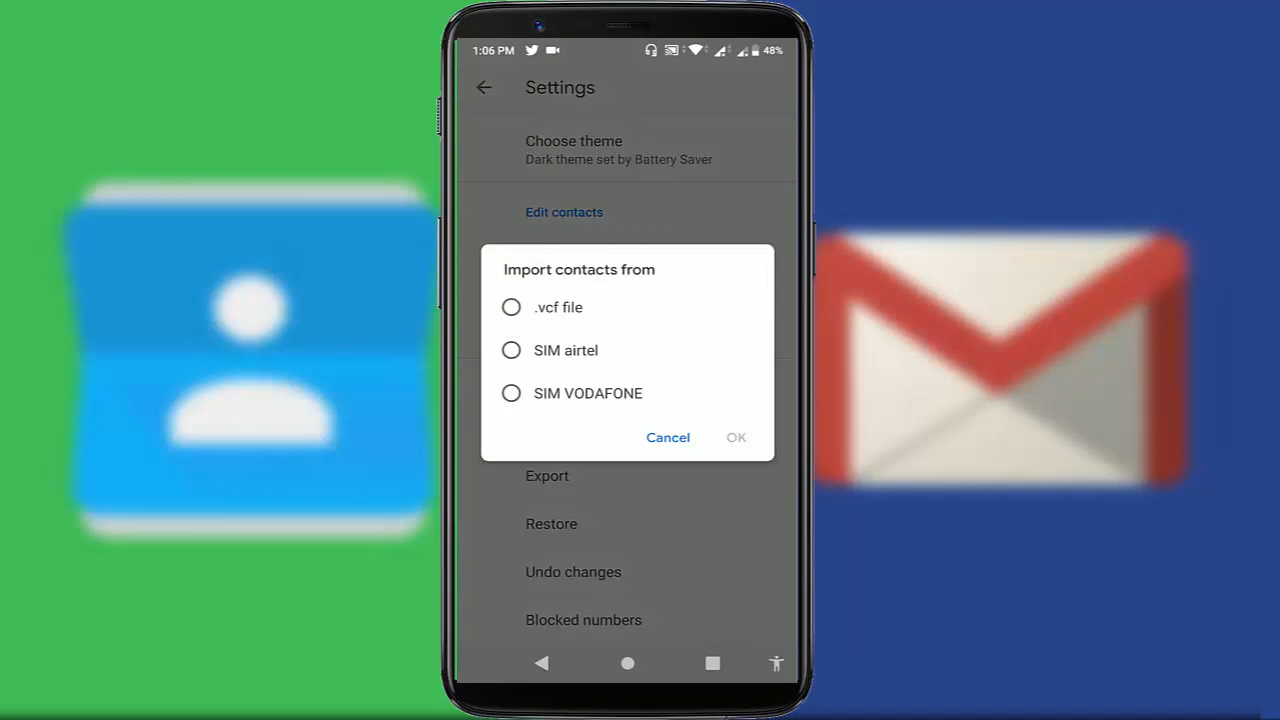 1:06 PM 48%
Settings
Choose theme
Dark theme set by Battery Saver
Edit contacts
Import contacts from
.vcf file
SIM airtel
SIM VODAFONE
Cancel OK
Export
Restore
Undo changes
Blocked numbers